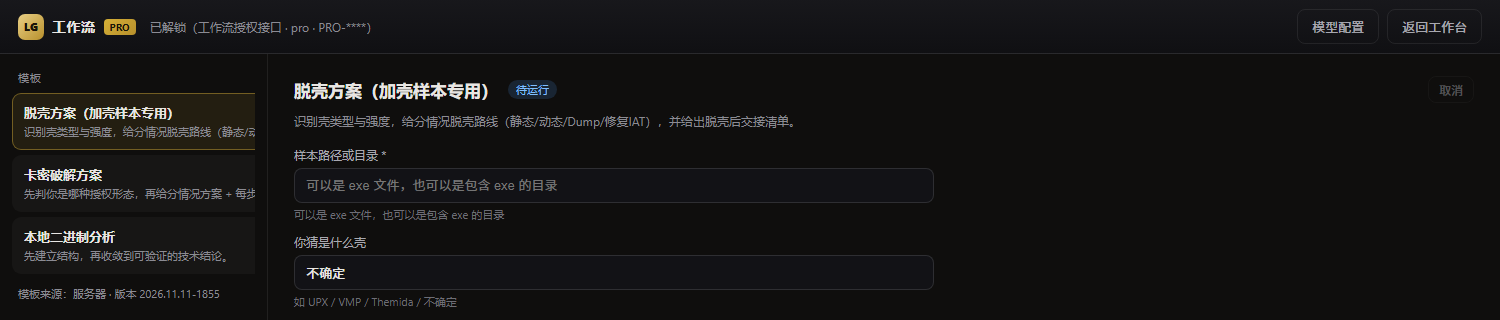 LG 工作流 PRO 已解锁（工作流授权接口 · pro · PRO-****） 模型配置 返回工作台
模板
脱壳方案（加壳样本专用）
识别壳类型与强度，给分情况脱壳路线（静态/动
卡密破解方案
先判你是哪种授权形态，再给分情况方案 + 每步
本地二进制分析
先建立结构，再收敛到可验证的技术结论。
模板来源：服务器 · 版本 2026.11.11-1855
脱壳方案（加壳样本专用） 待运行 取消
识别壳类型与强度，给分情况脱壳路线（静态/动态/Dump/修复IAT），并给出脱壳后交接清单。
样本路径或目录 *
可以是 exe 文件，也可以是包含 exe 的目录
可以是 exe 文件，也可以是包含 exe 的目录
你猜是什么壳
不确定
如 UPX / VMP / Themida / 不确定